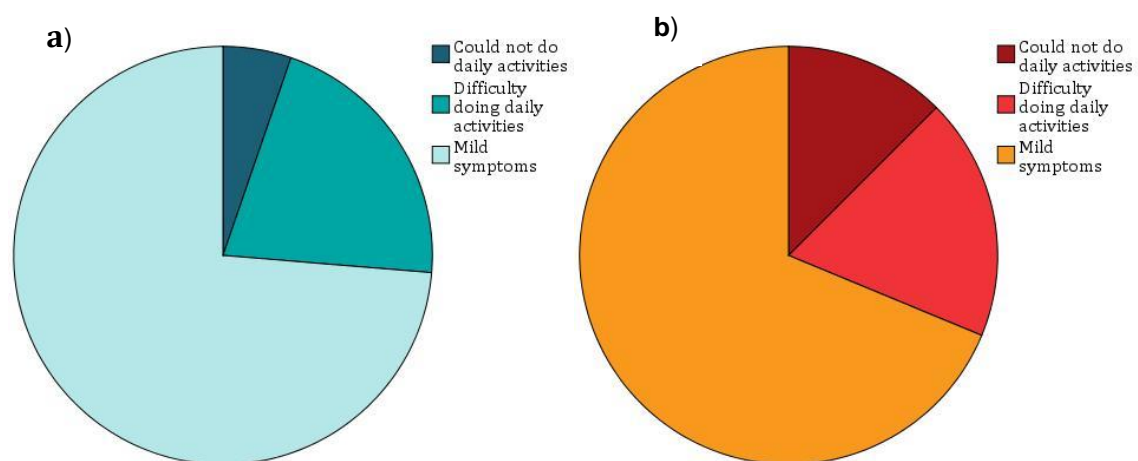 a)
Could not do
daily activities
Difficulty
doing daily
activities
Mild
symptoms
b)
Could not do
daily activities
Difficulty
doing daily
activities
Mild
symptoms